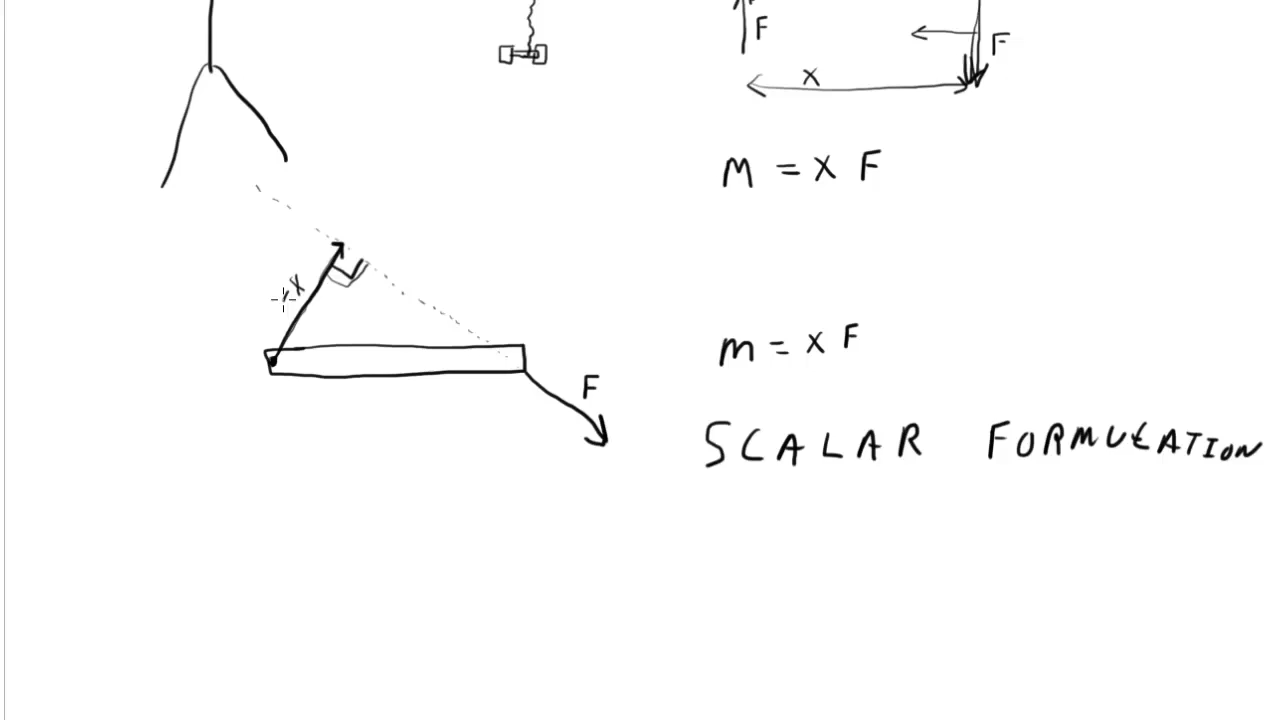 F
F
X
M = X F
X
m = X F
F
SCALAR FORMULATION